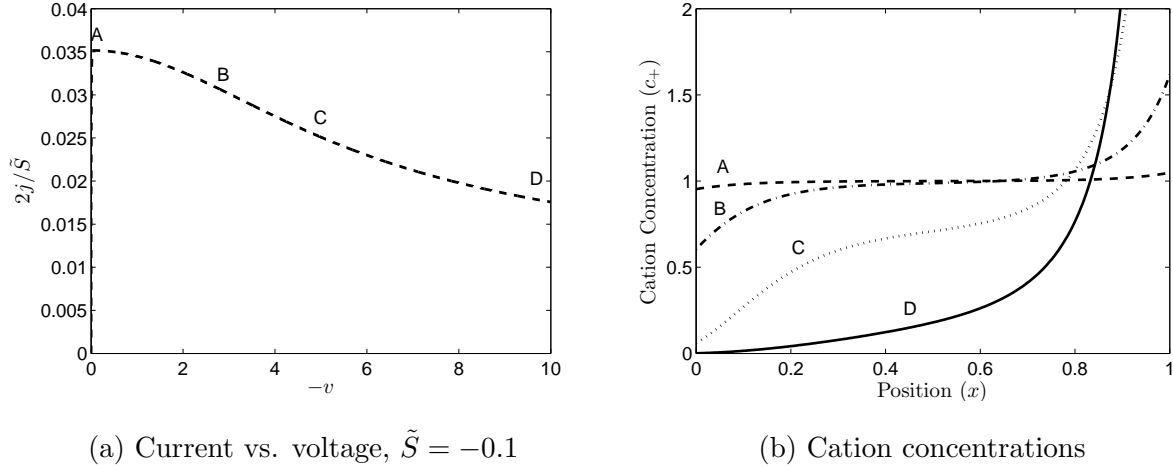 0.04
0.035
0.03
0.025
0.02
0.015
0.01
0.005
0
2j/S̃
A
B
C
D
0 2 4 6 8 10
−v
(a) Current vs. voltage, S̃ = −0.1
2
1.5
1
0.5
0
Cation Concentration (c₊)
A
B
C
D
0 0.2 0.4 0.6 0.8 1
Position (x)
(b) Cation concentrations